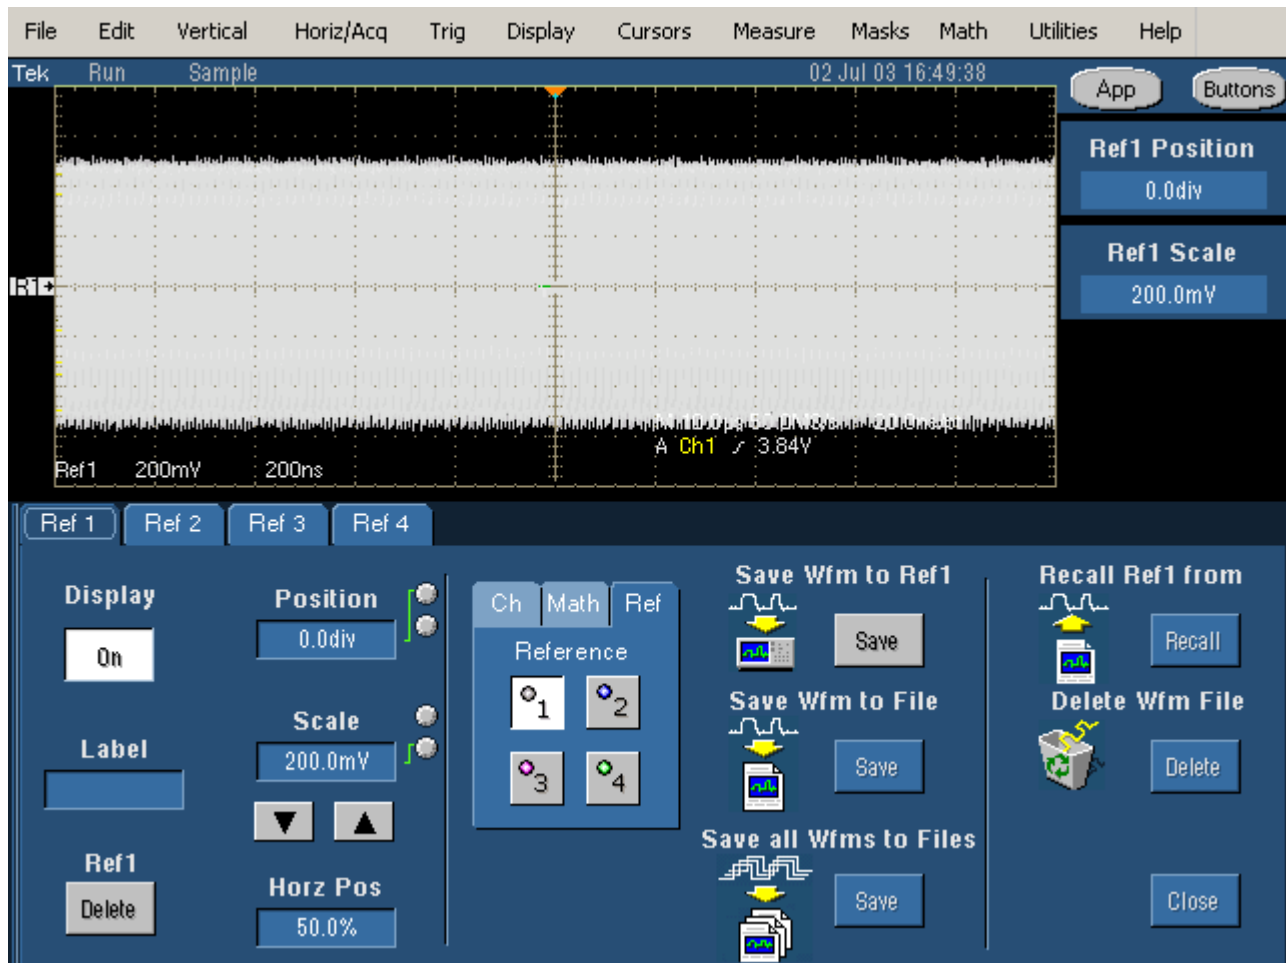 File Edit Vertical Horiz/Acq Trig Display Cursors Measure Masks Math Utilities Help
Tek Run Sample 02 Jul 03 16:49:38
App Buttons
Ref1 Position
0.0div
Ref1 Scale
200.0mV
R1
A Ch1 3.84V
Ref1 200mV 200ns
Ref 1 Ref 2 Ref 3 Ref 4
Display
On
Label
Ref1
Delete
Position
0.0div
Scale
200.0mV
Horz Pos
50.0%
Ch Math Ref
Reference
1 2
3 4
Save Wfm to Ref1
Save
Save Wfm to File
Save
Save all Wfms to Files
Save
Recall Ref1 from
Recall
Delete Wfm File
Delete
Close